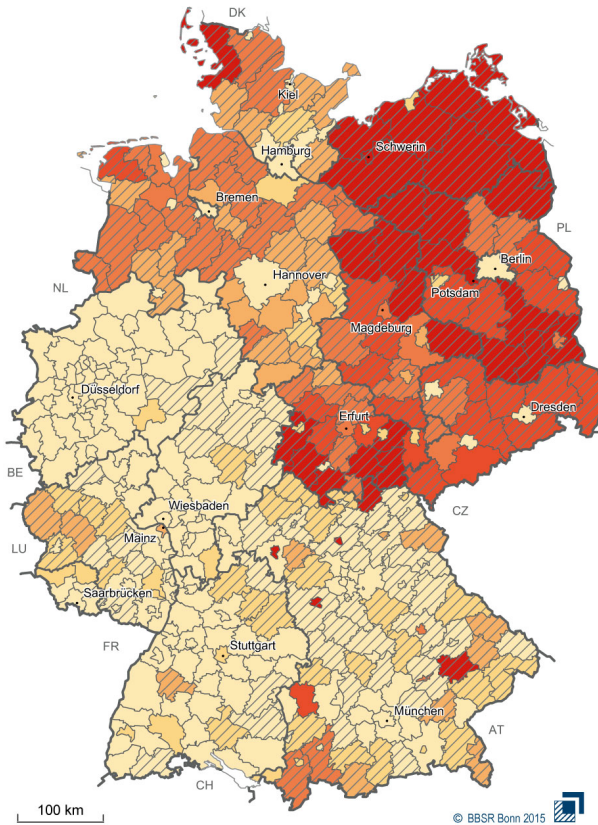 DK
Kiel
Hamburg
Schwerin
Bremen
PL
Berlin
NL
Hannover
Potsdam
Magdeburg
Düsseldorf
Erfurt
Dresden
BE
Wiesbaden
CZ
LU
Mainz
Saarbrücken
FR
Stuttgart
München
AT
CH
100 km
© BBSR Bonn 2015